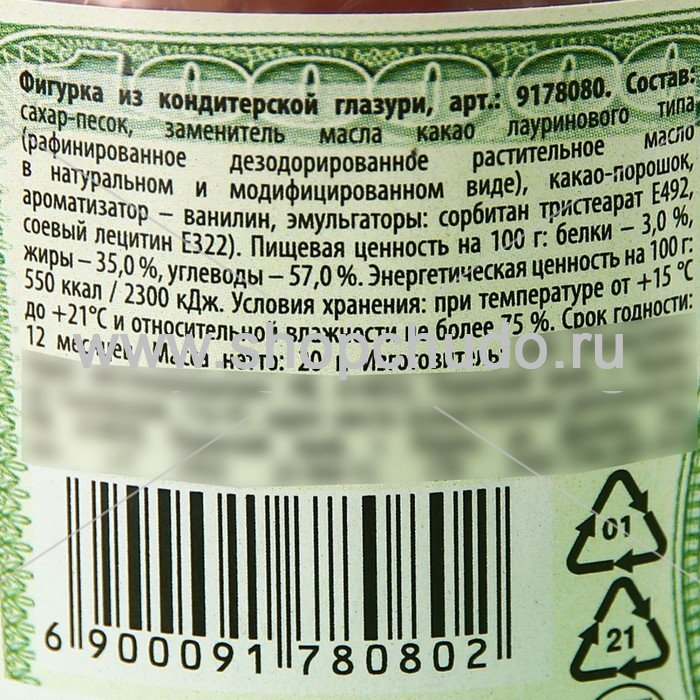 1000000
Фигурка из кондитерской глазури, арт.: 9178080. Состав:
сахар-песок, заменитель масла какао лауринового типа
(рафинированное дезодорированное растительное масло
в натуральном и модифицированном виде), какао-порошок,
ароматизатор – ванилин, эмульгаторы: сорбитан тристеарат Е492,
соевый лецитин Е322). Пищевая ценность на 100 г: белки – 3,0 %,
жиры – 35,0 %, углеводы – 57,0 %. Энергетическая ценность на 100 г:
550 ккал / 2300 кДж. Условия хранения: при температуре от +15 °С
до +21°С и относительной влажности не более 75 %. Срок годности:
12 месяцев. Масса нетто: 20 г. Изготовитель:
www.shopchudo.ru
6 900091 780802
01
21